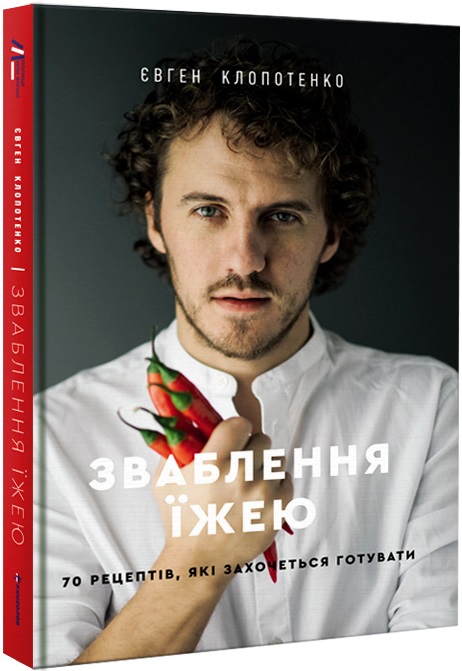 ЄВГЕН КЛОПОТЕНКО
ЗВАБЛЕННЯ
ЇЖЕЮ
70 РЕЦЕПТІВ, ЯКІ ЗАХОЧЕТЬСЯ ГОТУВАТИ
ЄВГЕН КЛОПОТЕНКО | ЗВАБЛЕННЯ ЇЖЕЮ